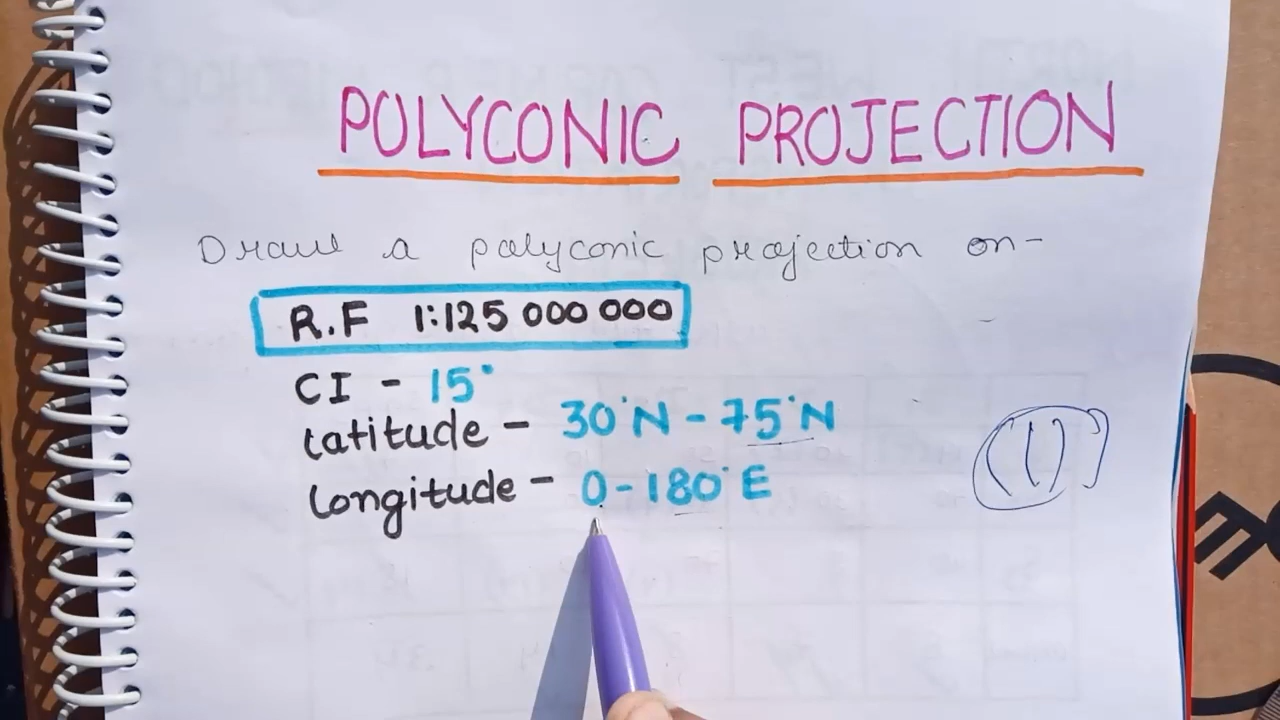 POLYCONIC PROJECTION
Draw a polyconic projection on-
R.F 1:125 000 000
CI - 15°
Latitude - 30°N - 75°N
longitude - 0 - 180°E